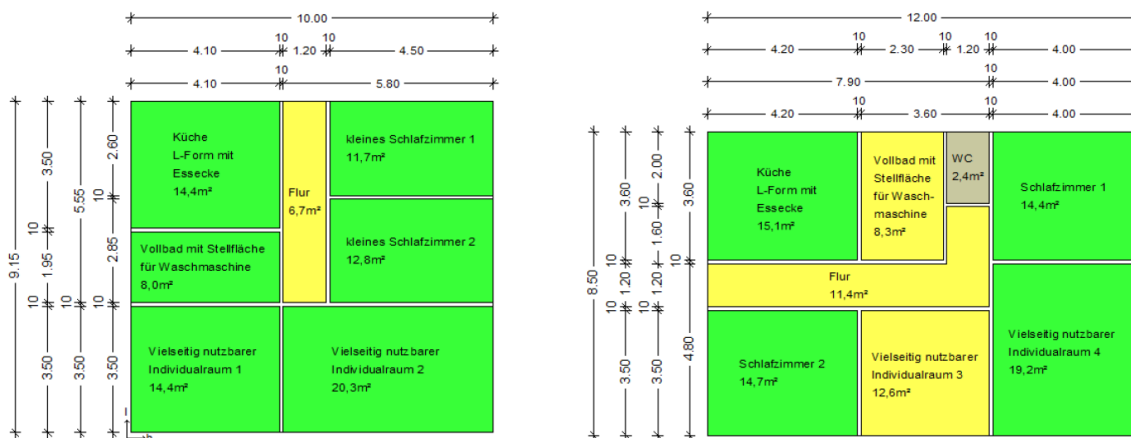 10.00
10
10
4.10
1.20
4.50
10
4.10
5.80
9.15
3.50
10
1.95
10
3.50
5.55
10
3.50
2.60
10
2.85
10
3.50
Küche
L-Form mit
Essecke
14,4m²
Flur
6,7m²
kleines Schlafzimmer 1
11,7m²
kleines Schlafzimmer 2
12,8m²
Vollbad mit Stellfläche
für Waschmaschine
8,0m²
Vielseitig nutzbarer
Individualraum 1
14,4m²
Vielseitig nutzbarer
Individualraum 2
20,3m²
12.00
10
10
10
4.20
2.30
1.20
4.00
10
7.90
4.00
10
10
4.20
3.60
4.00
8.50
3.60
10
1.20
10
3.50
2.00
10
1.60
10
1.20
10
3.50
3.60
10
4.80
Küche
L-Form mit
Essecke
15,1m²
Vollbad mit
Stellfläche
für Wasch-
maschine
8,3m²
WC
2,4m²
Schlafzimmer 1
14,4m²
Flur
11,4m²
Schlafzimmer 2
14,7m²
Vielseitig nutzbarer
Individualraum 3
12,6m²
Vielseitig nutzbarer
Individualraum 4
19,2m²